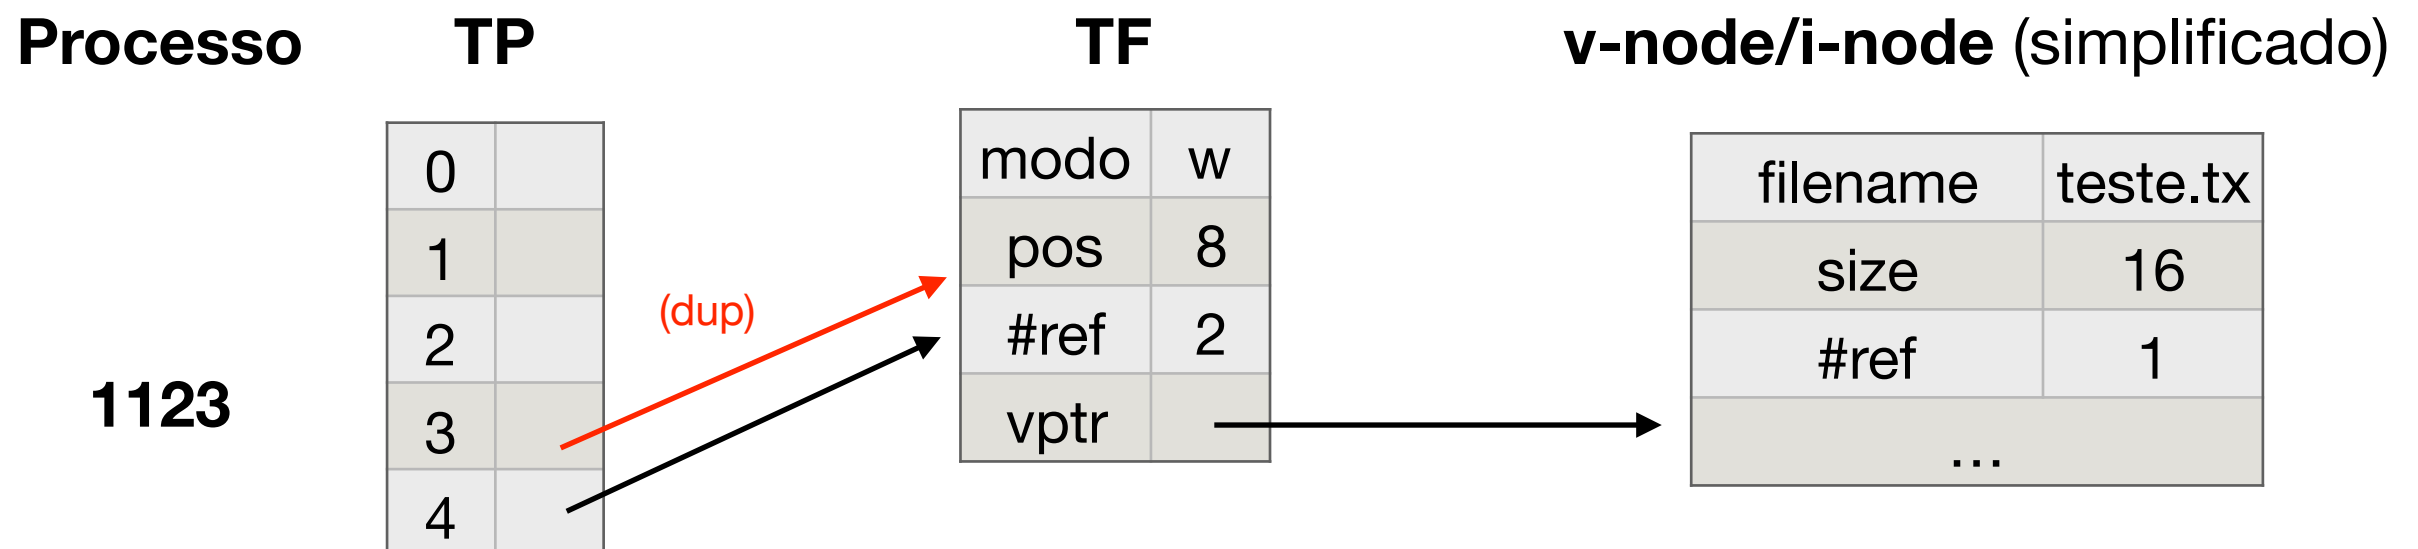 Processo TP TF v-node/i-node (simplificado)
0
1
2
3
4
1123
(dup)
modo w
pos 8
#ref 2
vptr
filename teste.tx
size 16
#ref 1
...